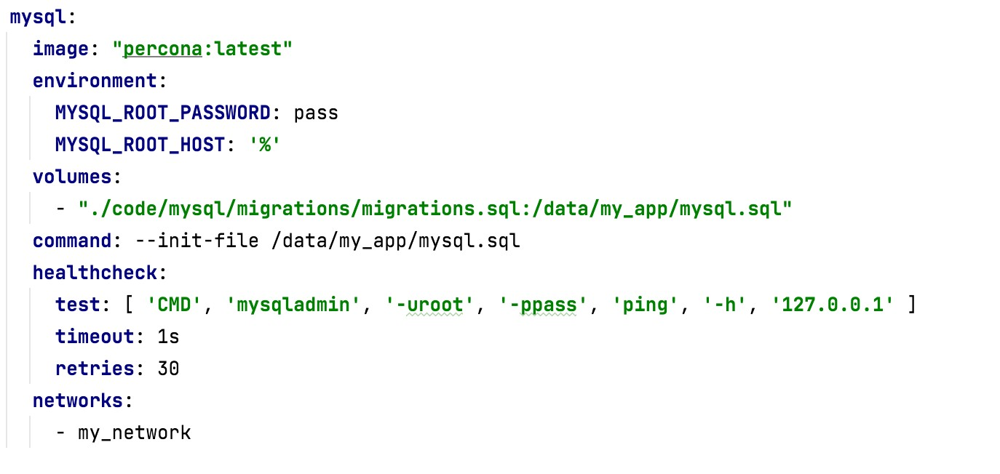 mysql:
  image: "percona:latest"
  environment:
    MYSQL_ROOT_PASSWORD: pass
    MYSQL_ROOT_HOST: '%'
  volumes:
    - "./code/mysql/migrations/migrations.sql:/data/my_app/mysql.sql"
  command: --init-file /data/my_app/mysql.sql
  healthcheck:
    test: [ 'CMD', 'mysqladmin', '-uroot', '-ppass', 'ping', '-h', '127.0.0.1' ]
    timeout: 1s
    retries: 30
  networks:
    - my_network